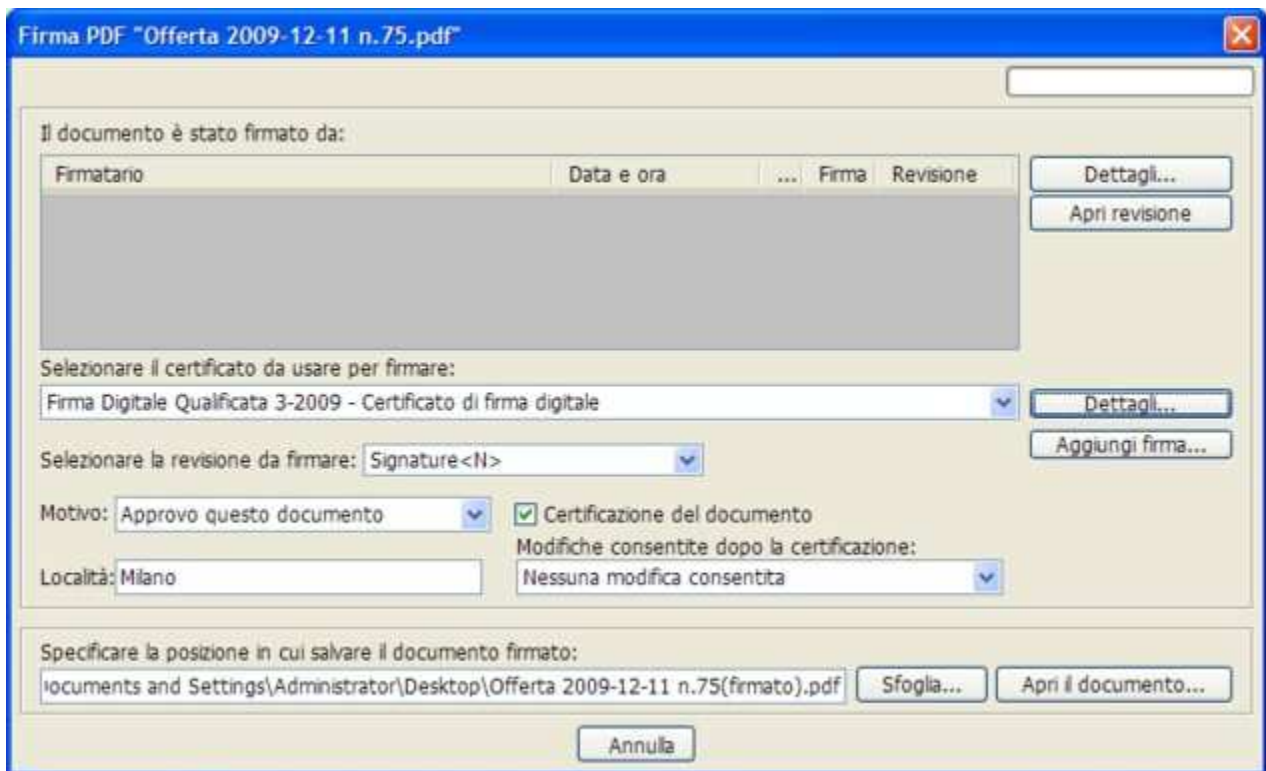 Firma PDF "Offerta 2009-12-11 n.75.pdf"
Il documento è stato firmato da:
Firmatario Data e ora ... Firma Revisione
Dettagli...
Apri revisione
Selezionare il certificato da usare per firmare:
Firma Digitale Qualificata 3-2009 - Certificato di firma digitale
Dettagli...
Aggiungi firma...
Selezionare la revisione da firmare: Signature<N>
Motivo: Approvo questo documento
Certificazione del documento
Modifiche consentite dopo la certificazione:
Località: Milano
Nessuna modifica consentita
Specificare la posizione in cui salvare il documento firmato:
ocuments and Settings\Administrator\Desktop\Offerta 2009-12-11 n.75(firmato).pdf
Sfoglia...
Apri il documento...
Annulla